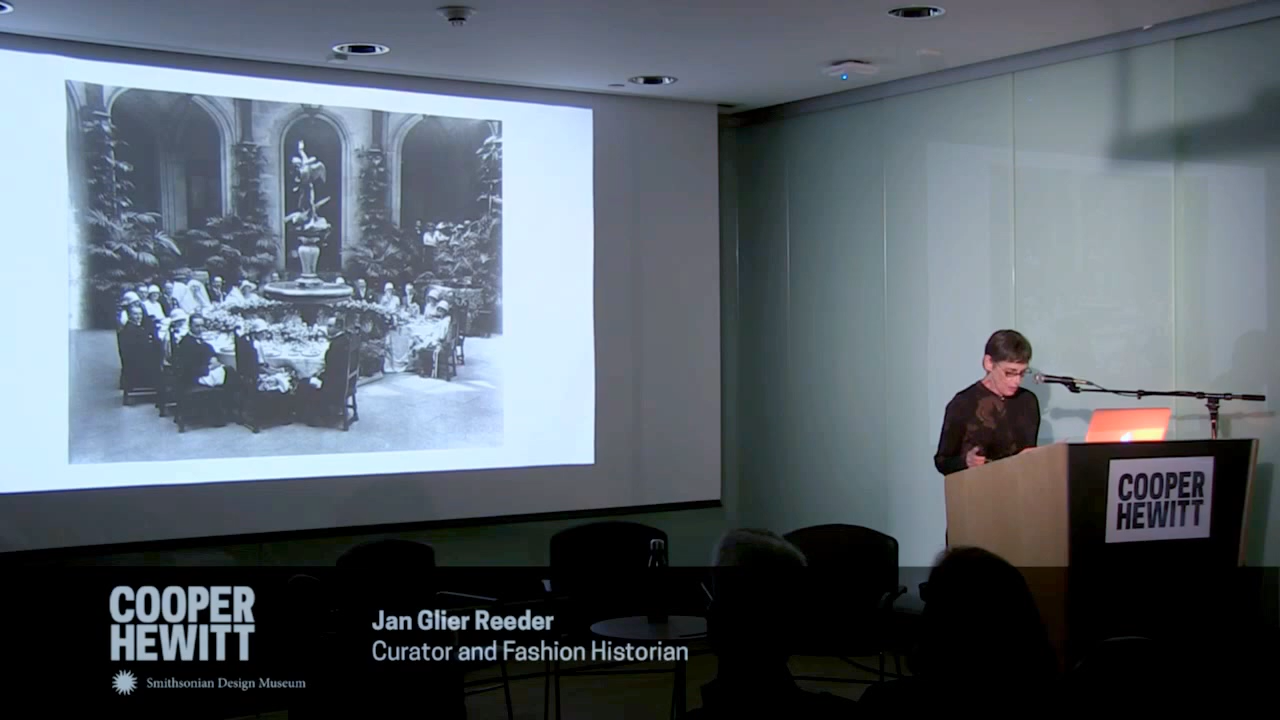 COOPER
HEWITT
COOPER
HEWITT
Smithsonian Design Museum
Jan Glier Reeder
Curator and Fashion Historian